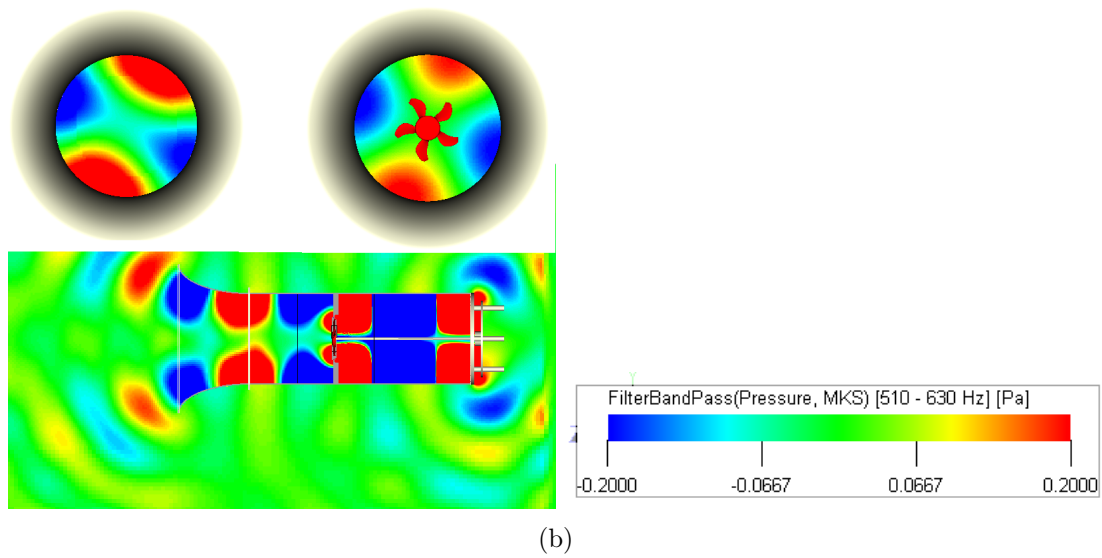 Y
FilterBandPass(Pressure, MKS) [510 - 630 Hz] [Pa]
-0.2000 -0.0667 0.0667 0.2000
(b)